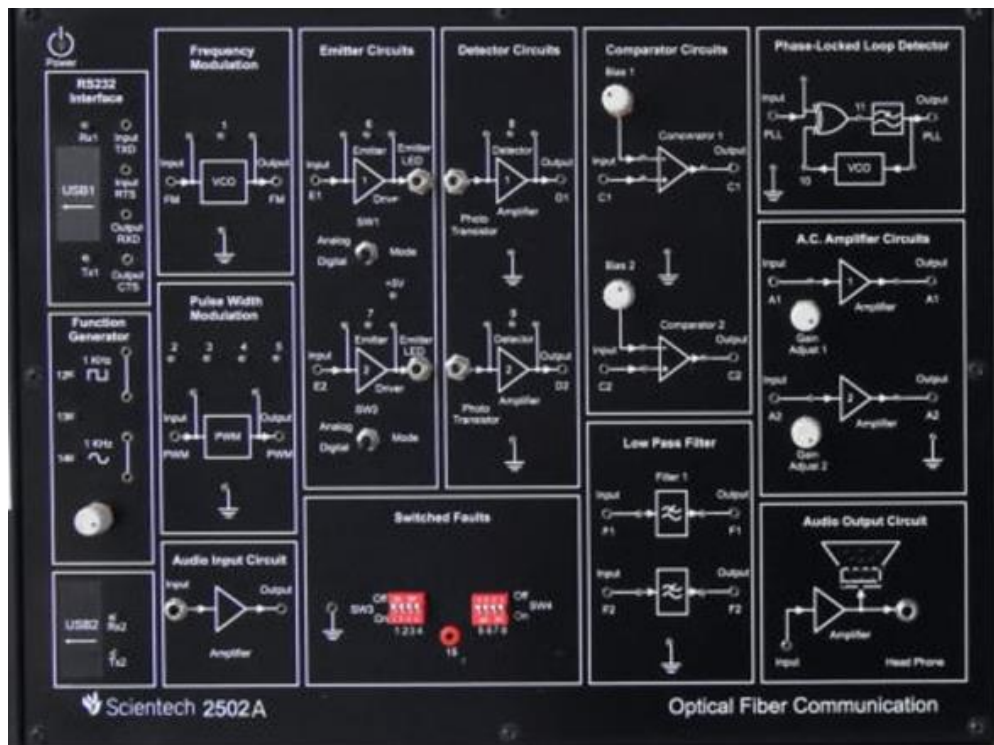 Power
RS232
Interface
Rx1
Input
TXD
USB1
Input
RTS
Output
RXD
Tx1
Output
CTS
Function
Generator
1 KHz
1 KHz
USB2
Rx2
Tx2
Frequency
Modulation
1
Input
Output
VCO
FM
FM
Pulse Width
Modulation
2 3 4 5
Input
Output
PWM
PWM
PWM
Audio Input Circuit
Input
Output
Amplifier
Emitter Circuits
6
Input
Emitter
Emitter
LED
1
E1
Driver
SW1
Analog
Digital
Mode
+5V
7
Input
Emitter
Emitter
LED
2
E2
Driver
Analog
Digital
Mode
Detector Circuits
8
Detector
Output
1
D1
Photo
Transistor
Amplifier
9
Detector
Output
2
D2
Photo
Transistor
Amplifier
Switched Faults
Off
SW3
On
1 2 3 4
Off
SW4
On
5 6 7 8
15
Comparator Circuits
Bias 1
Comparator 1
Input
Output
C1
C1
Bias 2
Comparator 2
Input
Output
C2
C2
Low Pass Filter
Filter 1
Input
Output
F1
F1
Input
Output
F2
F2
Phase-Locked Loop Detector
Input
11
Output
PLL
PLL
10
VCO
A.C. Amplifier Circuits
Input
Output
1
A1
Amplifier
A1
Gain
Adjust 1
Input
Output
2
A2
Amplifier
A2
Gain
Adjust 2
Audio Output Circuit
Amplifier
Input
Head Phone
Scientech 2502A
Optical Fiber Communication